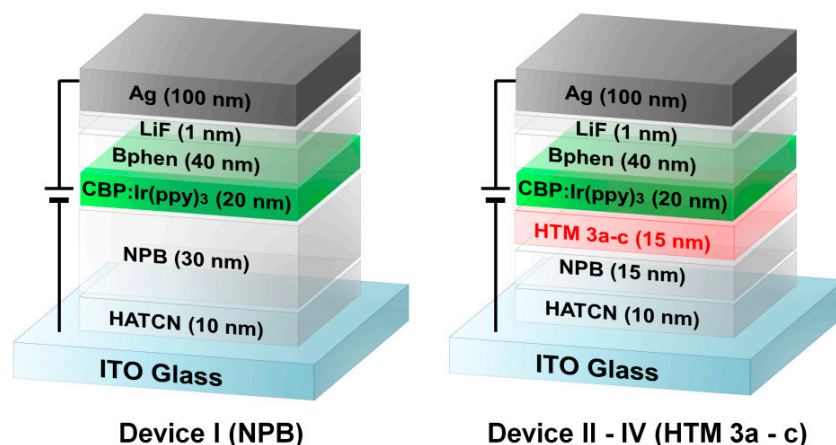 Ag (100 nm)
LiF (1 nm)
Bphen (40 nm)
CBP:Ir(ppy)₃ (20 nm)
NPB (30 nm)
HATCN (10 nm)
ITO Glass
Device I (NPB)
Ag (100 nm)
LiF (1 nm)
Bphen (40 nm)
CBP:Ir(ppy)₃ (20 nm)
HTM 3a-c (15 nm)
NPB (15 nm)
HATCN (10 nm)
ITO Glass
Device II - IV (HTM 3a - c)